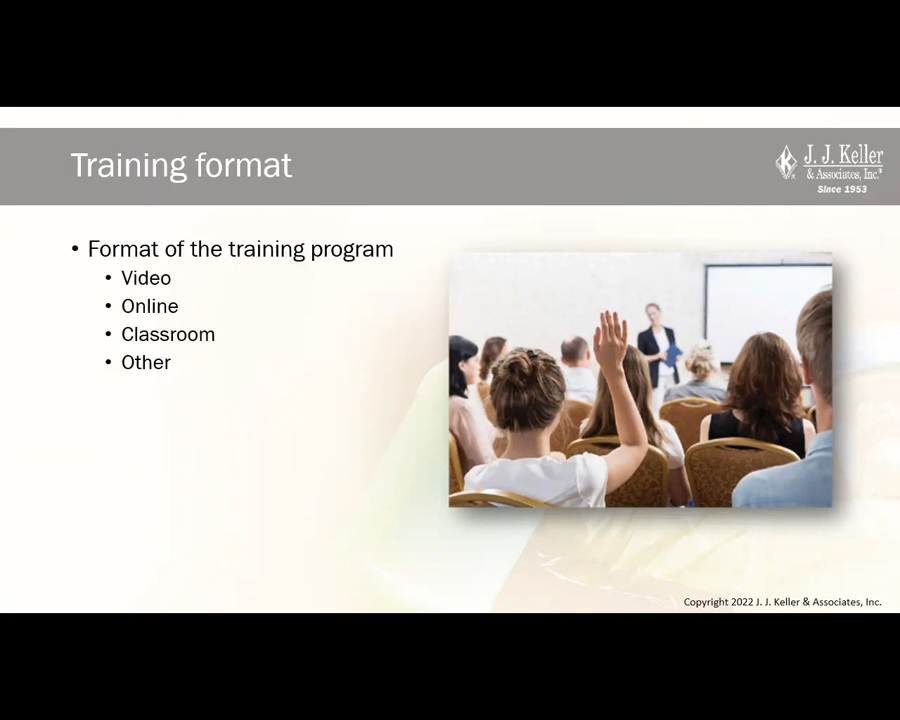 Training format
J. J. Keller
& Associates, Inc.®
Since 1953
• Format of the training program
• Video
• Online
• Classroom
• Other
Copyright 2022 J. J. Keller & Associates, Inc.